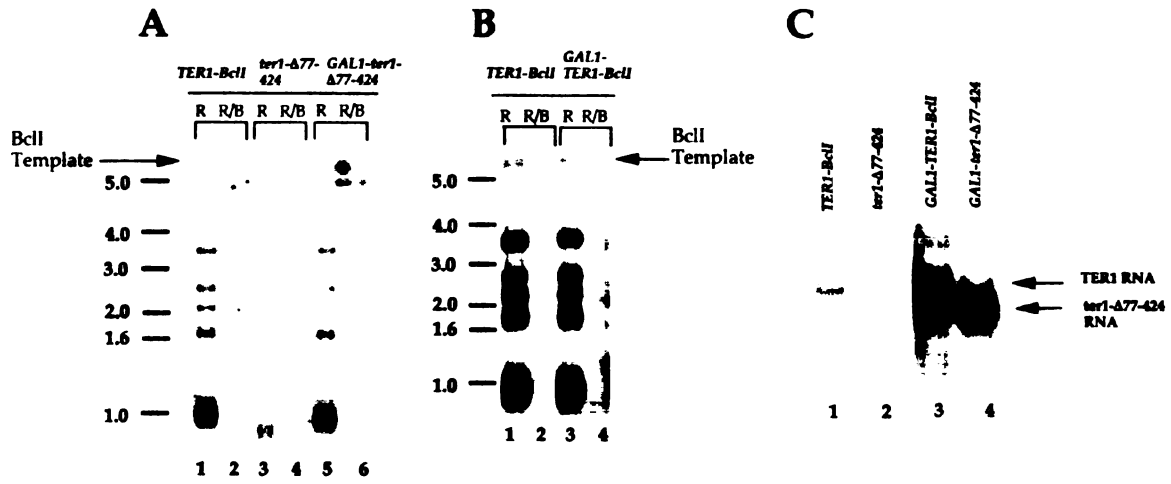 A
TER1-BclI
ter1-Δ77-424
GAL1-ter1-Δ77-424
R R/B R R/B R R/B
BclI Template
5.0
4.0
3.0
2.0
1.6
1.0
1 2 3 4 5 6
B
TER1-BclI
GAL1-TER1-BclI
R R/B R R/B
BclI Template
5.0
4.0
3.0
2.0
1.6
1.0
1 2 3 4
C
TER1-BclI
ter1-Δ77-424
GAL1-TER1-BclI
GAL1-ter1-Δ77-424
TER1 RNA
ter1-Δ77-424 RNA
1 2 3 4